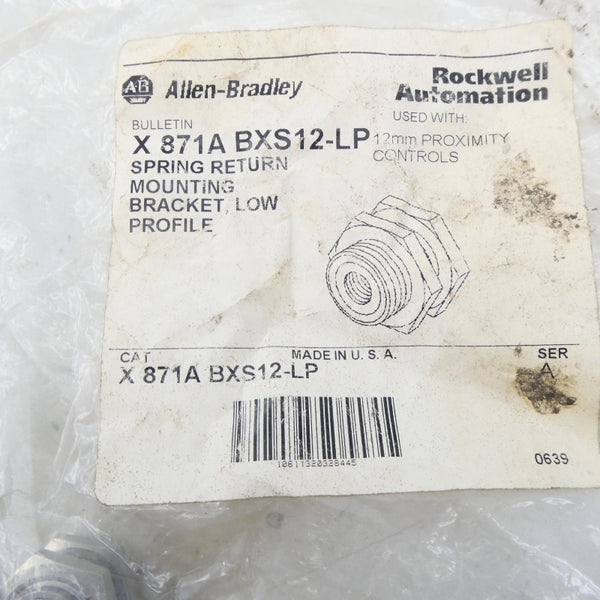 AB Allen-Bradley
Rockwell
Automation
BULLETIN
X 871A BXS12-LP
SPRING RETURN
MOUNTING
BRACKET, LOW
PROFILE
USED WITH:
12mm PROXIMITY
CONTROLS
CAT
MADE IN U. S. A.
SER
X 871A BXS12-LP
A
10611320328445
0639